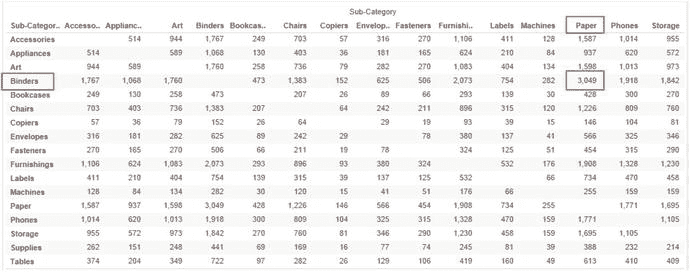 Sub-Category
Sub-Categor.. Accesso.. Applianc.. Art Binders Bookcas.. Chairs Copiers Envelop.. Fasteners Furnishi.. Labels Machines Paper Phones Storage
Accessories 514 944 1,767 249 703 57 316 270 1,106 411 128 1,587 1,014 955
Appliances 514 589 1,068 130 403 36 181 165 624 210 84 937 620 572
Art 944 589 1,760 258 736 79 282 270 1,083 404 134 1,598 1,013 973
Binders 1,767 1,068 1,760 473 1,383 152 625 506 2,073 754 282 3,049 1,918 1,842
Bookcases 249 130 258 473 207 26 89 66 293 139 30 428 300 270
Chairs 703 403 736 1,383 207 64 242 211 896 315 120 1,226 809 760
Copiers 57 36 79 152 26 64 29 19 93 39 15 146 104 81
Envelopes 316 181 282 625 89 242 29 78 380 137 41 566 325 346
Fasteners 270 165 270 506 66 211 19 78 324 125 51 454 315 290
Furnishings 1,106 624 1,083 2,073 293 896 93 380 324 532 176 1,908 1,328 1,230
Labels 411 210 404 754 139 315 39 137 125 532 66 734 470 458
Machines 128 84 134 282 30 120 15 41 51 176 66 255 159 159
Paper 1,587 937 1,598 3,049 428 1,226 146 566 454 1,908 734 255 1,771 1,695
Phones 1,014 620 1,013 1,918 300 809 104 325 315 1,328 470 159 1,771 1,105
Storage 955 572 973 1,842 270 760 81 346 290 1,230 458 159 1,695 1,105
Supplies 262 151 248 441 69 169 16 77 74 245 81 39 388 232 214
Tables 374 204 349 722 97 282 26 129 106 419 160 49 613 410 409